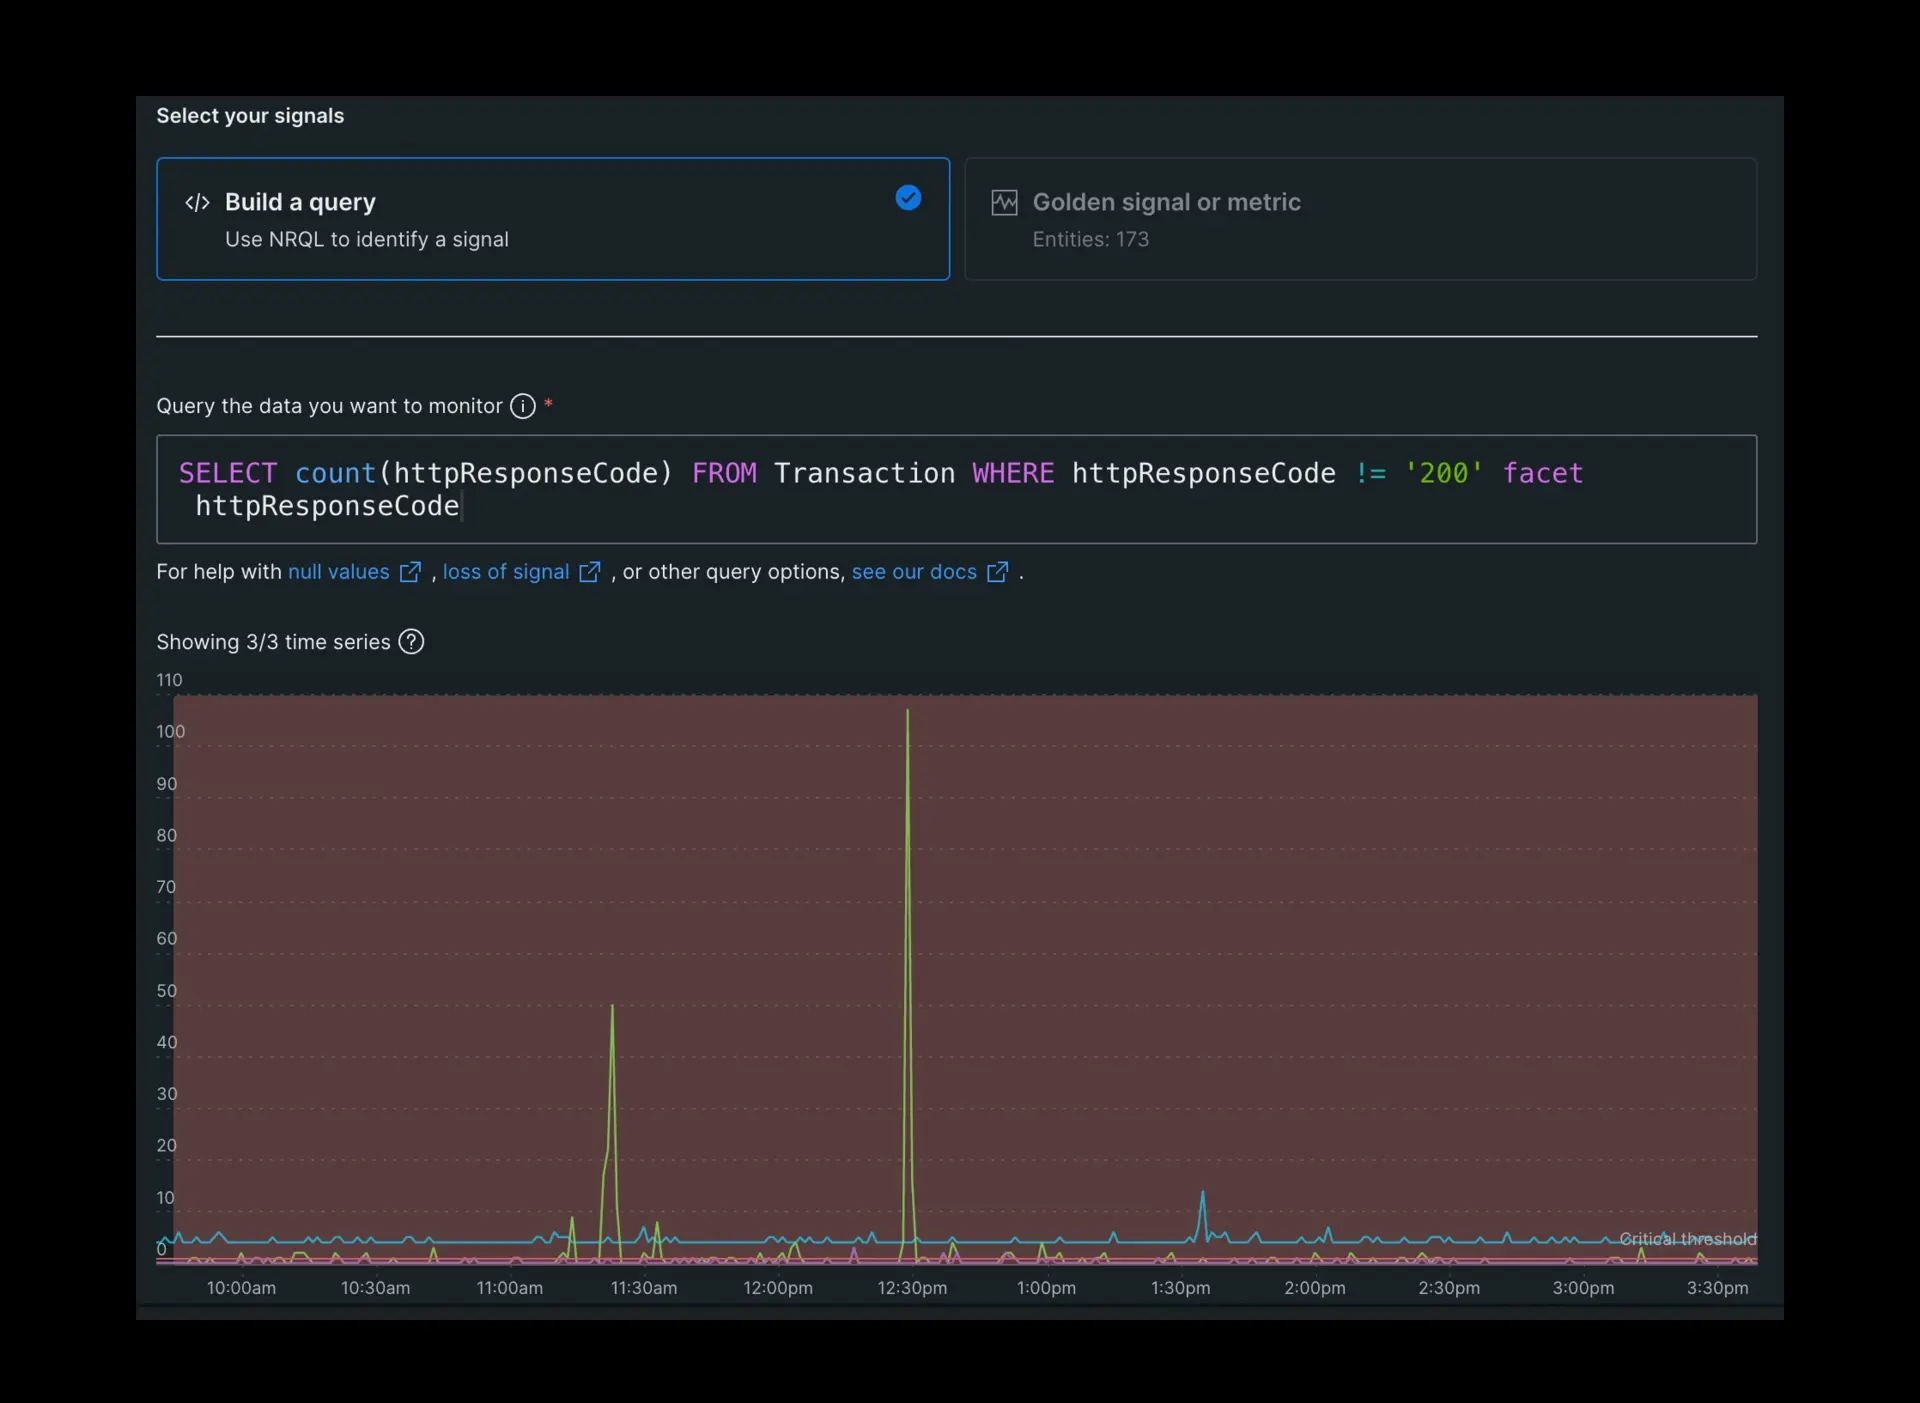 Select your signals
</> Build a query
Use NRQL to identify a signal
Golden signal or metric
Entities: 173
Query the data you want to monitor *
SELECT count(httpResponseCode) FROM Transaction WHERE httpResponseCode != '200' facet
httpResponseCode
For help with null values , loss of signal , or other query options, see our docs .
Showing 3/3 time series
110
100
90
80
70
60
50
40
30
20
10
0
Critical threshold
10:00am 10:30am 11:00am 11:30am 12:00pm 12:30pm 1:00pm 1:30pm 2:00pm 2:30pm 3:00pm 3:30pm